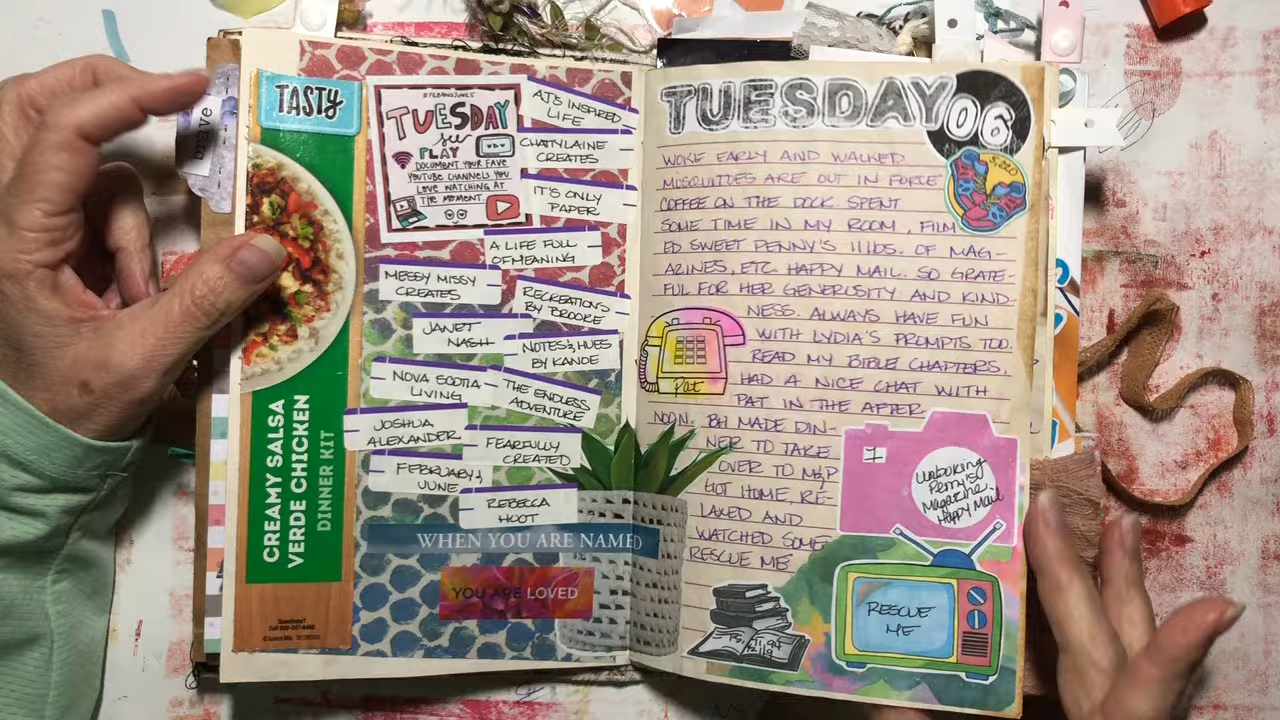 brave
TASTY
CREAMY SALSA
VERDE CHICKEN
DINNER KIT
Questions?
TUESDAY
PLAY
DOCUMENT YOUR FAVE
YOUTUBE CHANNELS YOU
LOVE WATCHING AT
THE MOMENT.
AJ'S INSPIRED
LIFE
CHATYLAINE
CREATES
IT'S ONLY
PAPER
A LIFE FULL
OF MEANING
MESSY MISSY
CREATES
RECREATIONS
BY BROOKE
JANET
NASH
NOTES & HUES
BY KANDE
NOVA SCOTIA
LIVING
THE ENDLESS
ADVENTURE
JOSHUA
ALEXANDER
FEARFULLY
CREATED
FEBRUARY &
JUNE
REBECCA
HOOT
WHEN YOU ARE NAMED
YOU ARE LOVED
TUESDAY 06
WOKE EARLY AND WALKED
MOSQUITOES ARE OUT IN FORCE
COFFEE ON THE DOCK SPENT
SOME TIME IN MY ROOM, FILM
ED SWEET PENNY'S 11 LBS. OF MAG-
AZINES, ETC. HAPPY MAIL. SO GRATE-
FUL FOR HER GENEROSITY AND KIND-
NESS. ALWAYS HAVE FUN
WITH LYDIA'S PROMPTS TOO.
READ MY BIBLE CHAPTERS.
HAD A NICE CHAT WITH
PAT IN THE AFTER
NOON. BH MADE DIN-
NER TO TAKE
OVER TO M&P
GOT HOME, RE-
LAXED AND
WATCHED SOME
RESCUE ME
Pat
1
Unboxing
Penny's
Magazine
Happy Mail
RESCUE
ME